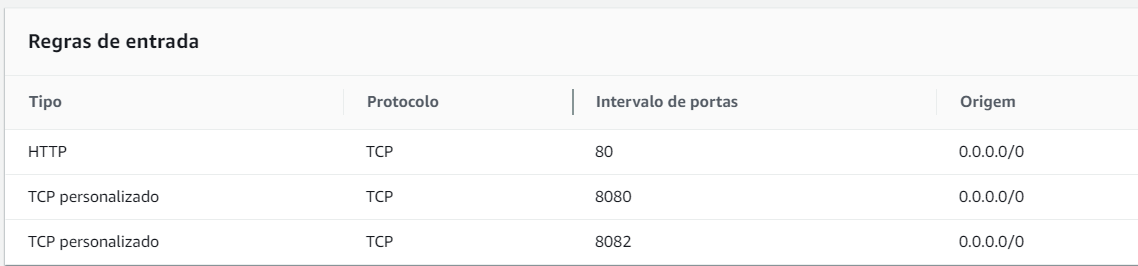 Regras de entrada
Tipo Protocolo Intervalo de portas Origem
HTTP TCP 80 0.0.0.0/0
TCP personalizado TCP 8080 0.0.0.0/0
TCP personalizado TCP 8082 0.0.0.0/0